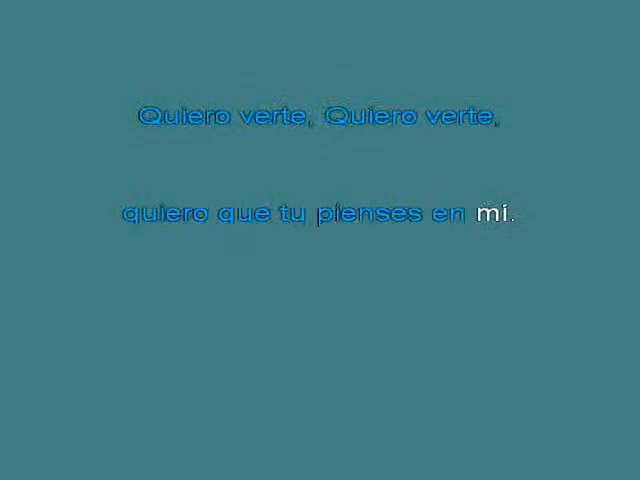 Quiero verte, Quiero verte,
quiero que tu pienses en mí.